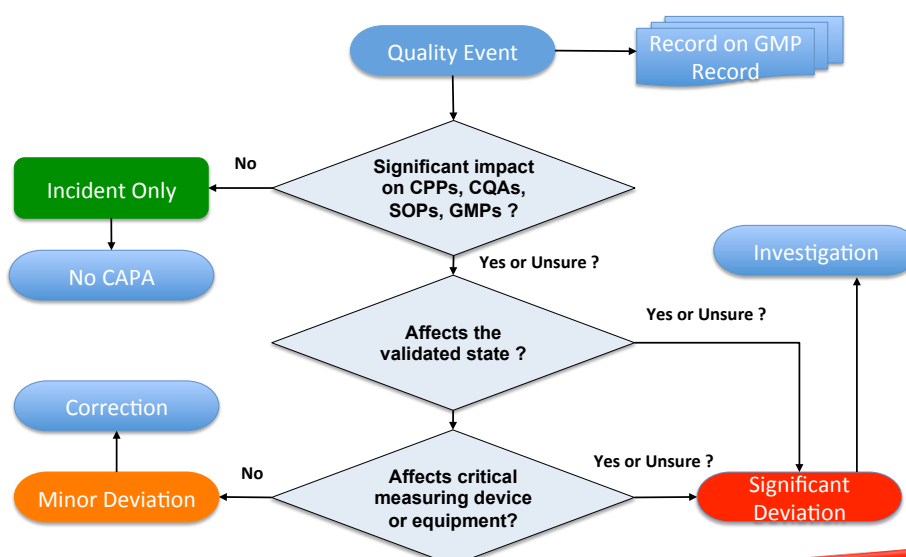 Quality Event
Record on GMP
Record
No
Significant impact
on CPPs, CQAs,
SOPs, GMPs ?
Incident Only
No CAPA
Yes or Unsure ?
Investigation
Affects the
validated state ?
Yes or Unsure ?
Correction
Minor Deviation
No
Affects critical
measuring device
or equipment?
Yes or Unsure ?
Significant
Deviation